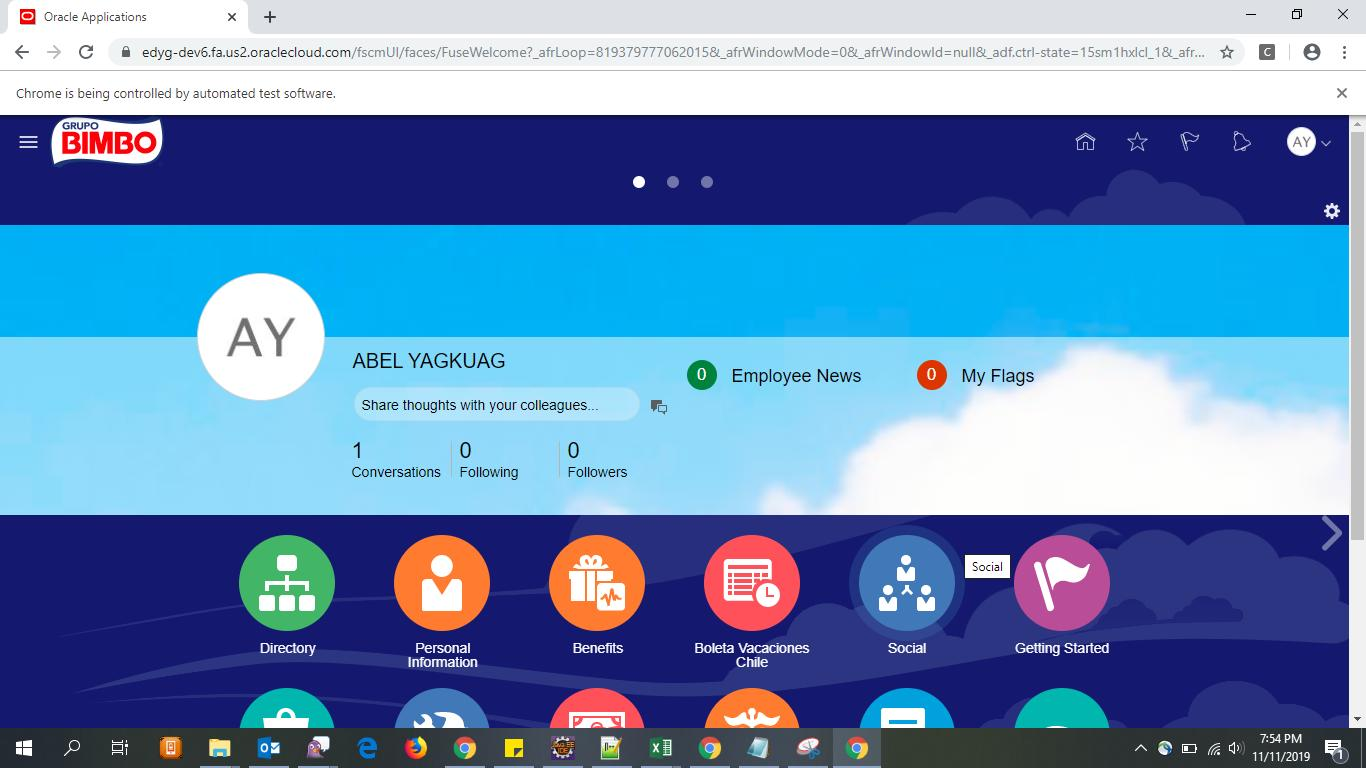 Oracle Applications
edyg-dev6.fa.us2.oraclecloud.com/fscmUI/faces/FuseWelcome?_afrLoop=819379777062015&_afrWindowMode=0&_afrWindowId=null&_adf.ctrl-state=15sm1hxlcl_1&_afr...
C
Chrome is being controlled by automated test software.
GRUPO
BIMBO
AY
AY
ABEL YAGKUAG
0 Employee News
0 My Flags
Share thoughts with your colleagues...
1 0 0
Conversations Following Followers
Social
Directory Personal Information Benefits Boleta Vacaciones Chile Social Getting Started
7:54 PM
11/11/2019
1